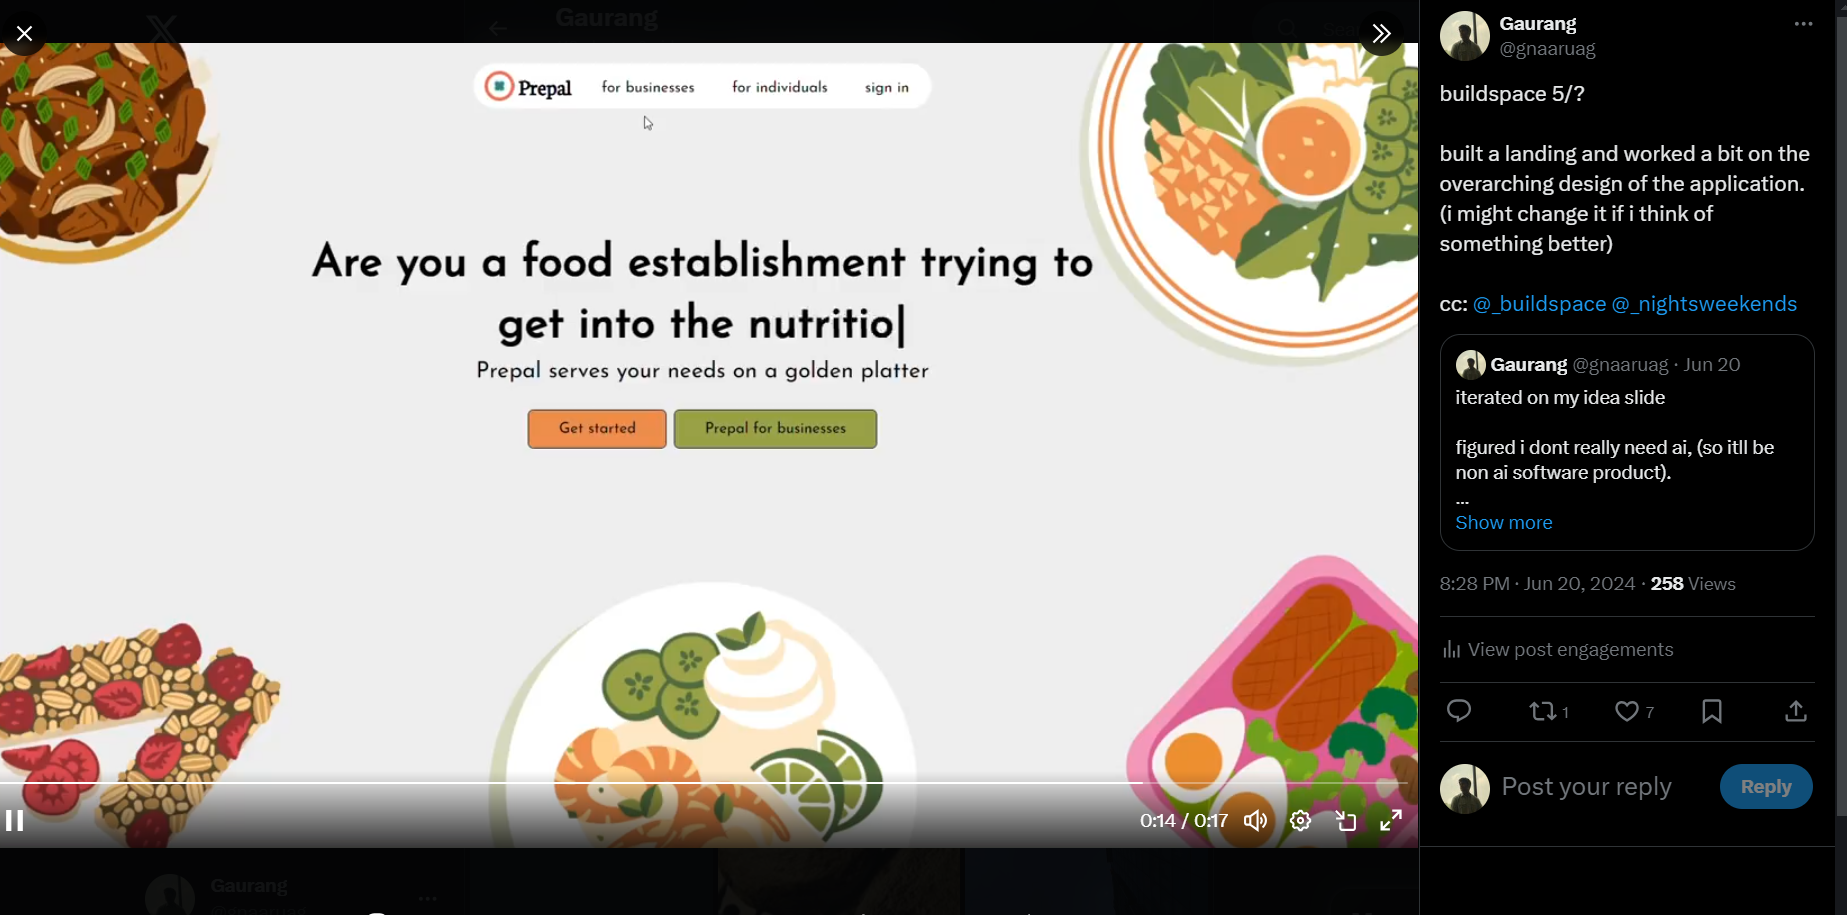 Gaurang
Prepal
for businesses
for individuals
sign in
Are you a food establishment trying to
get into the nutritio|
Prepal serves your needs on a golden platter
Get started
Prepal for businesses
0:14 / 0:17
Gaurang
Gaurang
@gnaaruag
buildspace 5/?
built a landing and worked a bit on the
overarching design of the application.
(i might change it if i think of
something better)
cc: @_buildspace @_nightsweekends
Gaurang @gnaaruag · Jun 20
iterated on my idea slide
figured i dont really need ai, (so itll be
non ai software product).
...
Show more
8:28 PM · Jun 20, 2024 · 258 Views
View post engagements
1
7
Post your reply
Reply